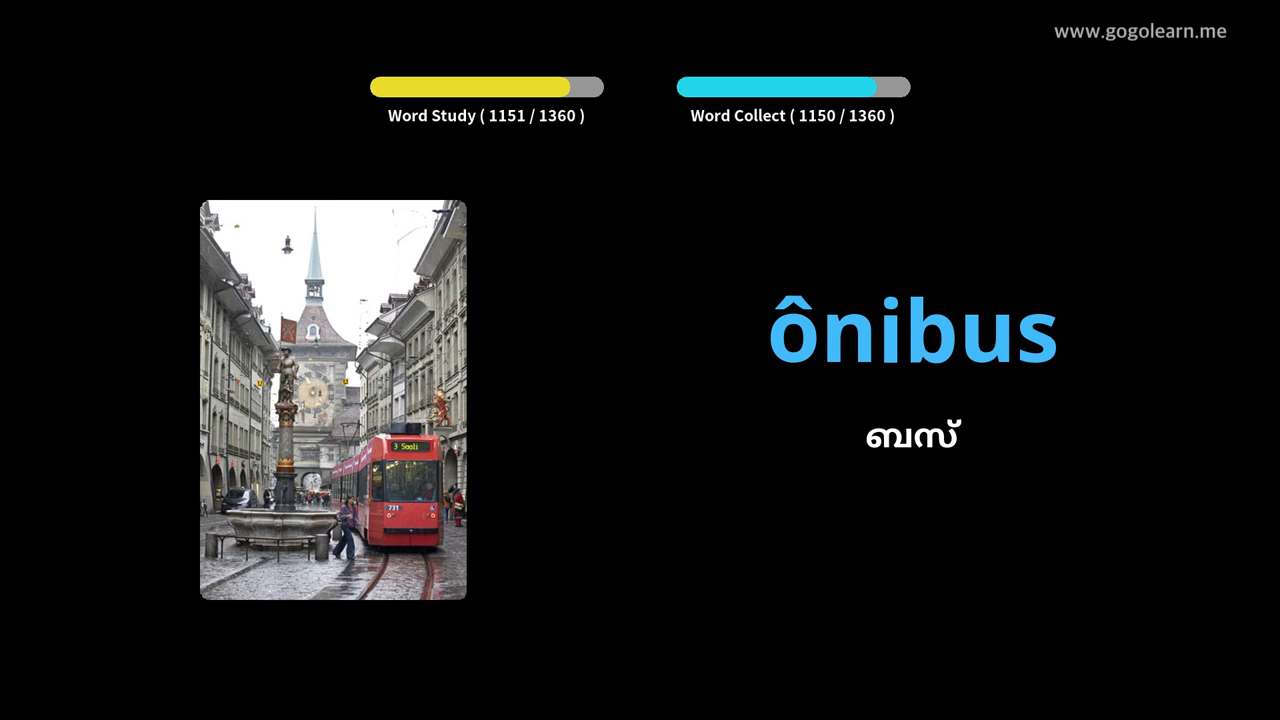 www.gogolearn.me
Word Study ( 1151 / 1360 )
Word Collect ( 1150 / 1360 )
ônibus
ബസ്
3 Saali
731